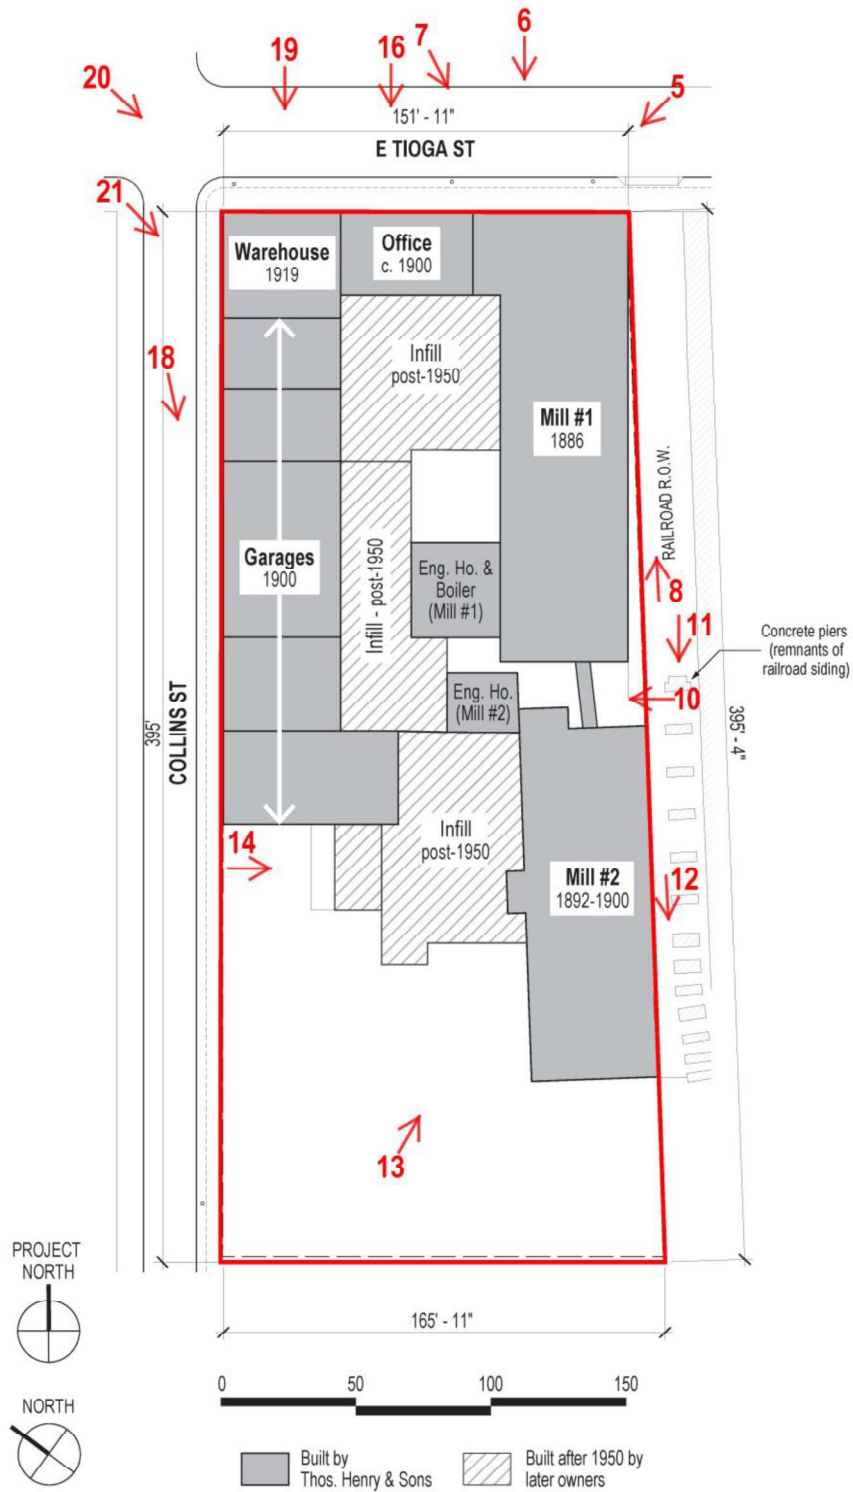 6
7
19
16
20
5
151' - 11"
E TIOGA ST
21
Warehouse
1919
Office
c. 1900
18
Infill
post-1950
Mill #1
1886
RAILROAD R.O.W.
Garages
1900
Infill - post-1950
Eng. Ho. &
Boiler
(Mill #1)
8
11
Concrete piers
(remnants of
railroad siding)
Eng. Ho.
(Mill #2)
10
395'
COLLINS ST
395' - 4"
14
Infill
post-1950
Mill #2
1892-1900
12
13
PROJECT
NORTH
165' - 11"
0 50 100 150
NORTH
Built by
Thos. Henry & Sons
Built after 1950 by
later owners